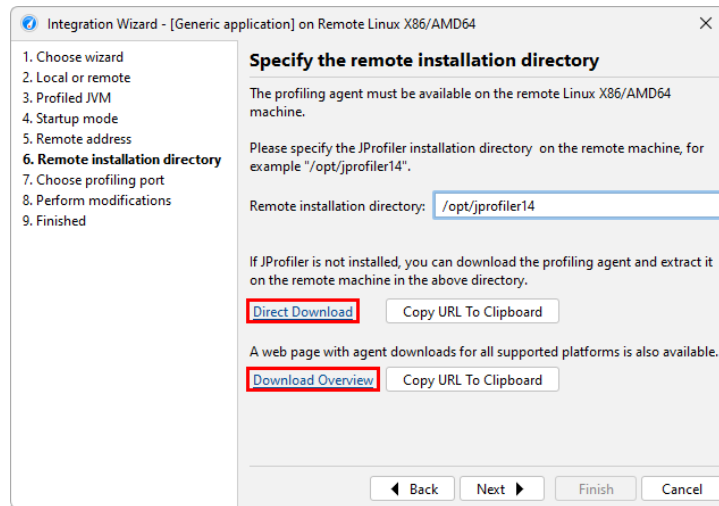 Integration Wizard - [Generic application] on Remote Linux X86/AMD64
1. Choose wizard
2. Local or remote
3. Profiled JVM
4. Startup mode
5. Remote address
6. Remote installation directory
7. Choose profiling port
8. Perform modifications
9. Finished
Specify the remote installation directory
The profiling agent must be available on the remote Linux X86/AMD64
machine.
Please specify the JProfiler installation directory on the remote machine, for
example "/opt/jprofiler14".
Remote installation directory: /opt/jprofiler14
If JProfiler is not installed, you can download the profiling agent and extract it
on the remote machine in the above directory.
Direct Download Copy URL To Clipboard
A web page with agent downloads for all supported platforms is also available.
Download Overview Copy URL To Clipboard
Back Next Finish Cancel